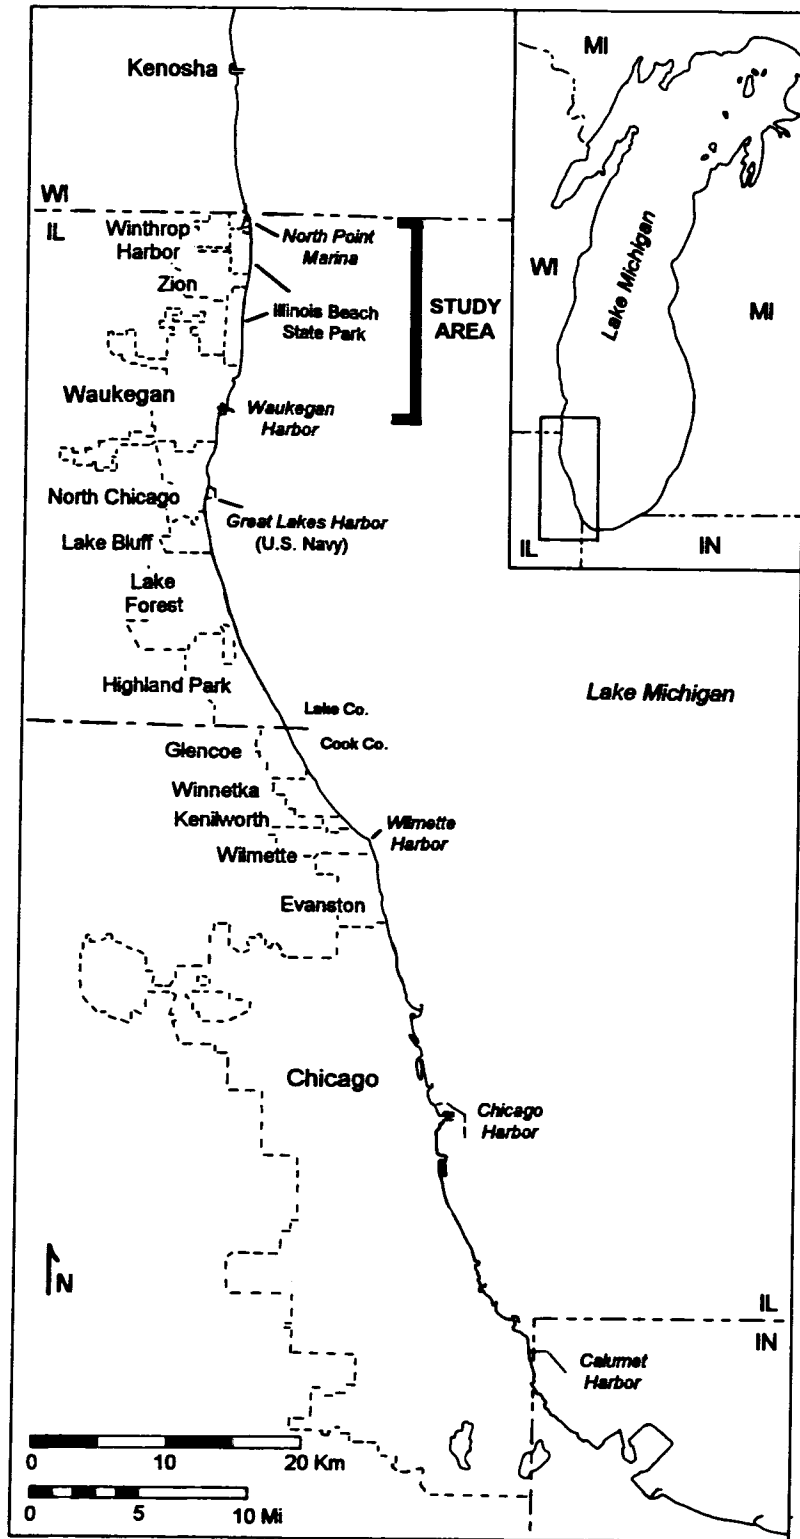 Kenosha
WI
IL
Winthrop
Harbor
North Point
Marina
Zion
Illinois Beach
State Park
STUDY
AREA
Waukegan
Waukegan
Harbor
North Chicago
Great Lakes Harbor
(U.S. Navy)
Lake Bluff
Lake
Forest
Highland Park
Lake Co.
Cook Co.
Glencoe
Winnetka
Kenilworth
Wilmette
Harbor
Wilmette
Evanston
Chicago
Chicago
Harbor
Lake Michigan
MI
WI
Lake Michigan
MI
IL
IN
N
IL
IN
Calumet
Harbor
0 10 20 Km
0 5 10 Mi